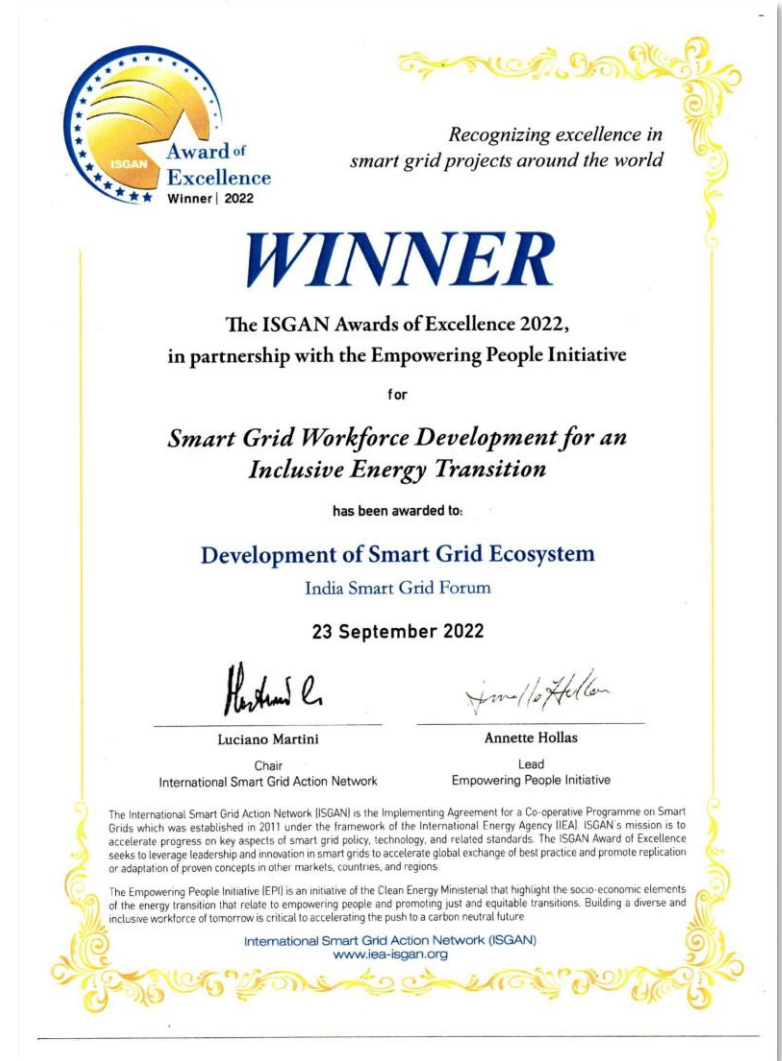 ISGAN
Award of
Excellence
Winner | 2022
Recognizing excellence in
smart grid projects around the world
WINNER
The ISGAN Awards of Excellence 2022,
in partnership with the Empowering People Initiative
for
Smart Grid Workforce Development for an
Inclusive Energy Transition
has been awarded to:
Development of Smart Grid Ecosystem
India Smart Grid Forum
23 September 2022
Luciano Martini
Chair
International Smart Grid Action Network
Annette Hollas
Lead
Empowering People Initiative
The International Smart Grid Action Network (ISGAN) is the Implementing Agreement for a Co-operative Programme on Smart
Grids which was established in 2011 under the framework of the International Energy Agency (IEA). ISGAN's mission is to
accelerate progress on key aspects of smart grid policy, technology, and related standards. The ISGAN Award of Excellence
seeks to leverage leadership and innovation in smart grids to accelerate global exchange of best practice and promote replication
or adaptation of proven concepts in other markets, countries, and regions.
The Empowering People Initiative (EPI) is an initiative of the Clean Energy Ministerial that highlight the socio-economic elements
of the energy transition that relate to empowering people and promoting just and equitable transitions. Building a diverse and
inclusive workforce of tomorrow is critical to accelerating the push to a carbon neutral future
International Smart Grid Action Network (ISGAN)
www.iea-isgan.org